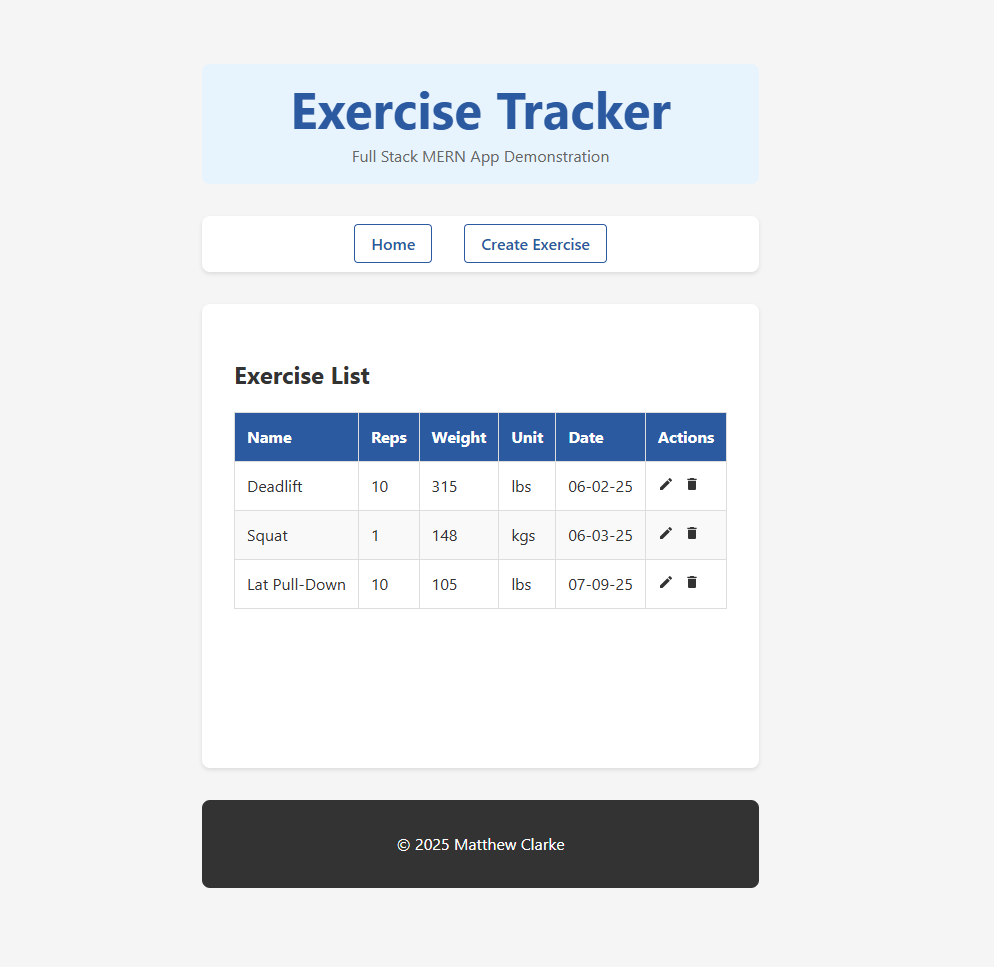 Exercise Tracker
Full Stack MERN App Demonstration
Home Create Exercise
Exercise List
Name Reps Weight Unit Date Actions
Deadlift 10 315 lbs 06-02-25
Squat 1 148 kgs 06-03-25
Lat Pull-Down 10 105 lbs 07-09-25
© 2025 Matthew Clarke